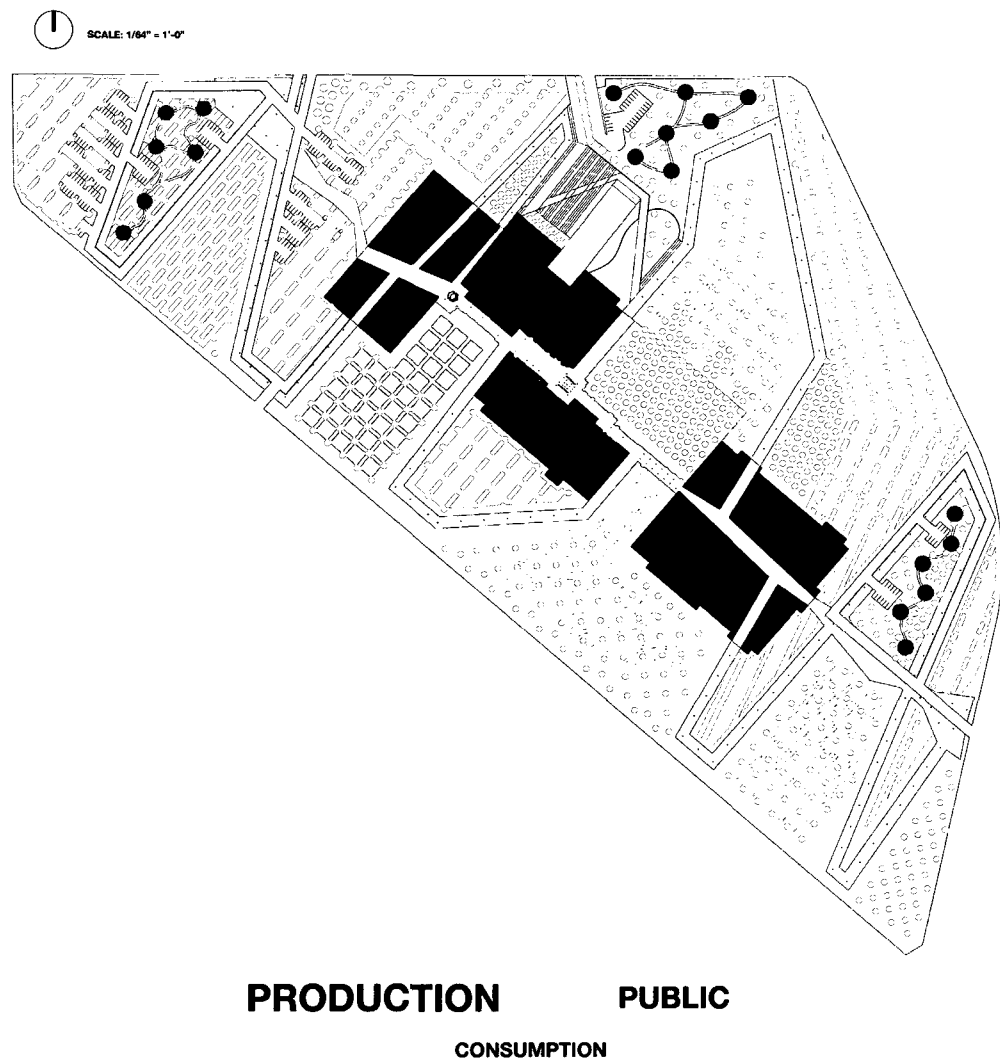 SCALE: 1/64" = 1'-0"
PRODUCTION PUBLIC
CONSUMPTION